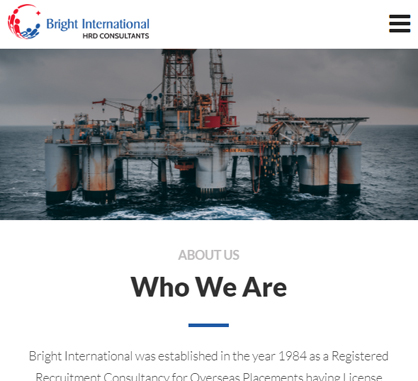 Bright International
HRD CONSULTANTS
ABOUT US
Who We Are
Bright International was established in the year 1984 as a Registered
Recruitment Consultancy for Overseas Placements having License